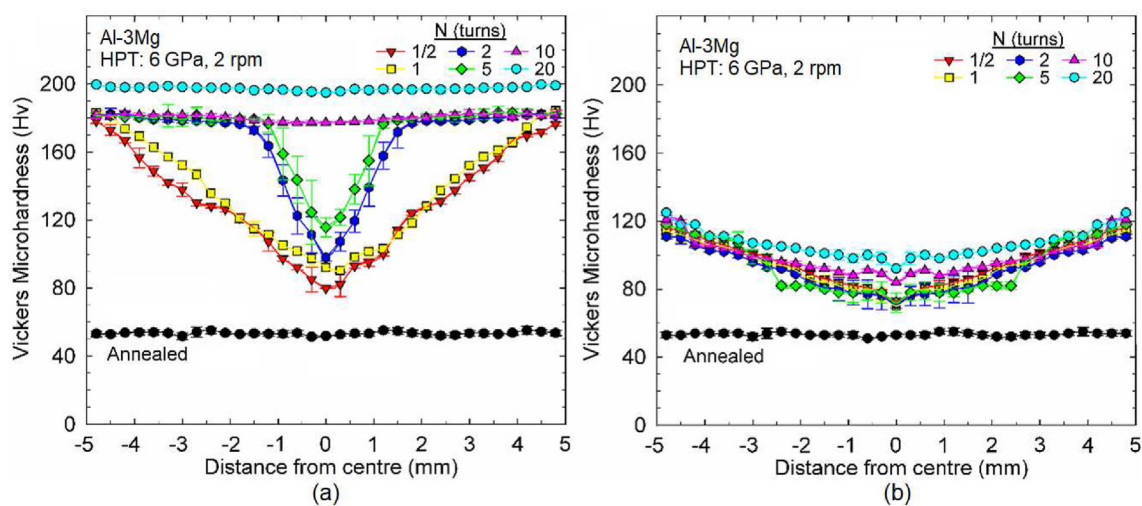 Al-3Mg
HPT: 6 GPa, 2 rpm
N (turns)
1/2 2 10
1 5 20
Vickers Microhardness (Hv)
200
160
120
80
40
0
Annealed
-5 -4 -3 -2 -1 0 1 2 3 4 5
Distance from centre (mm)
(a)
Al-3Mg
HPT: 6 GPa, 2 rpm
N (turns)
1/2 2 10
1 5 20
Vickers Microhardness (Hv)
200
160
120
80
40
0
Annealed
-5 -4 -3 -2 -1 0 1 2 3 4 5
Distance from centre (mm)
(b)